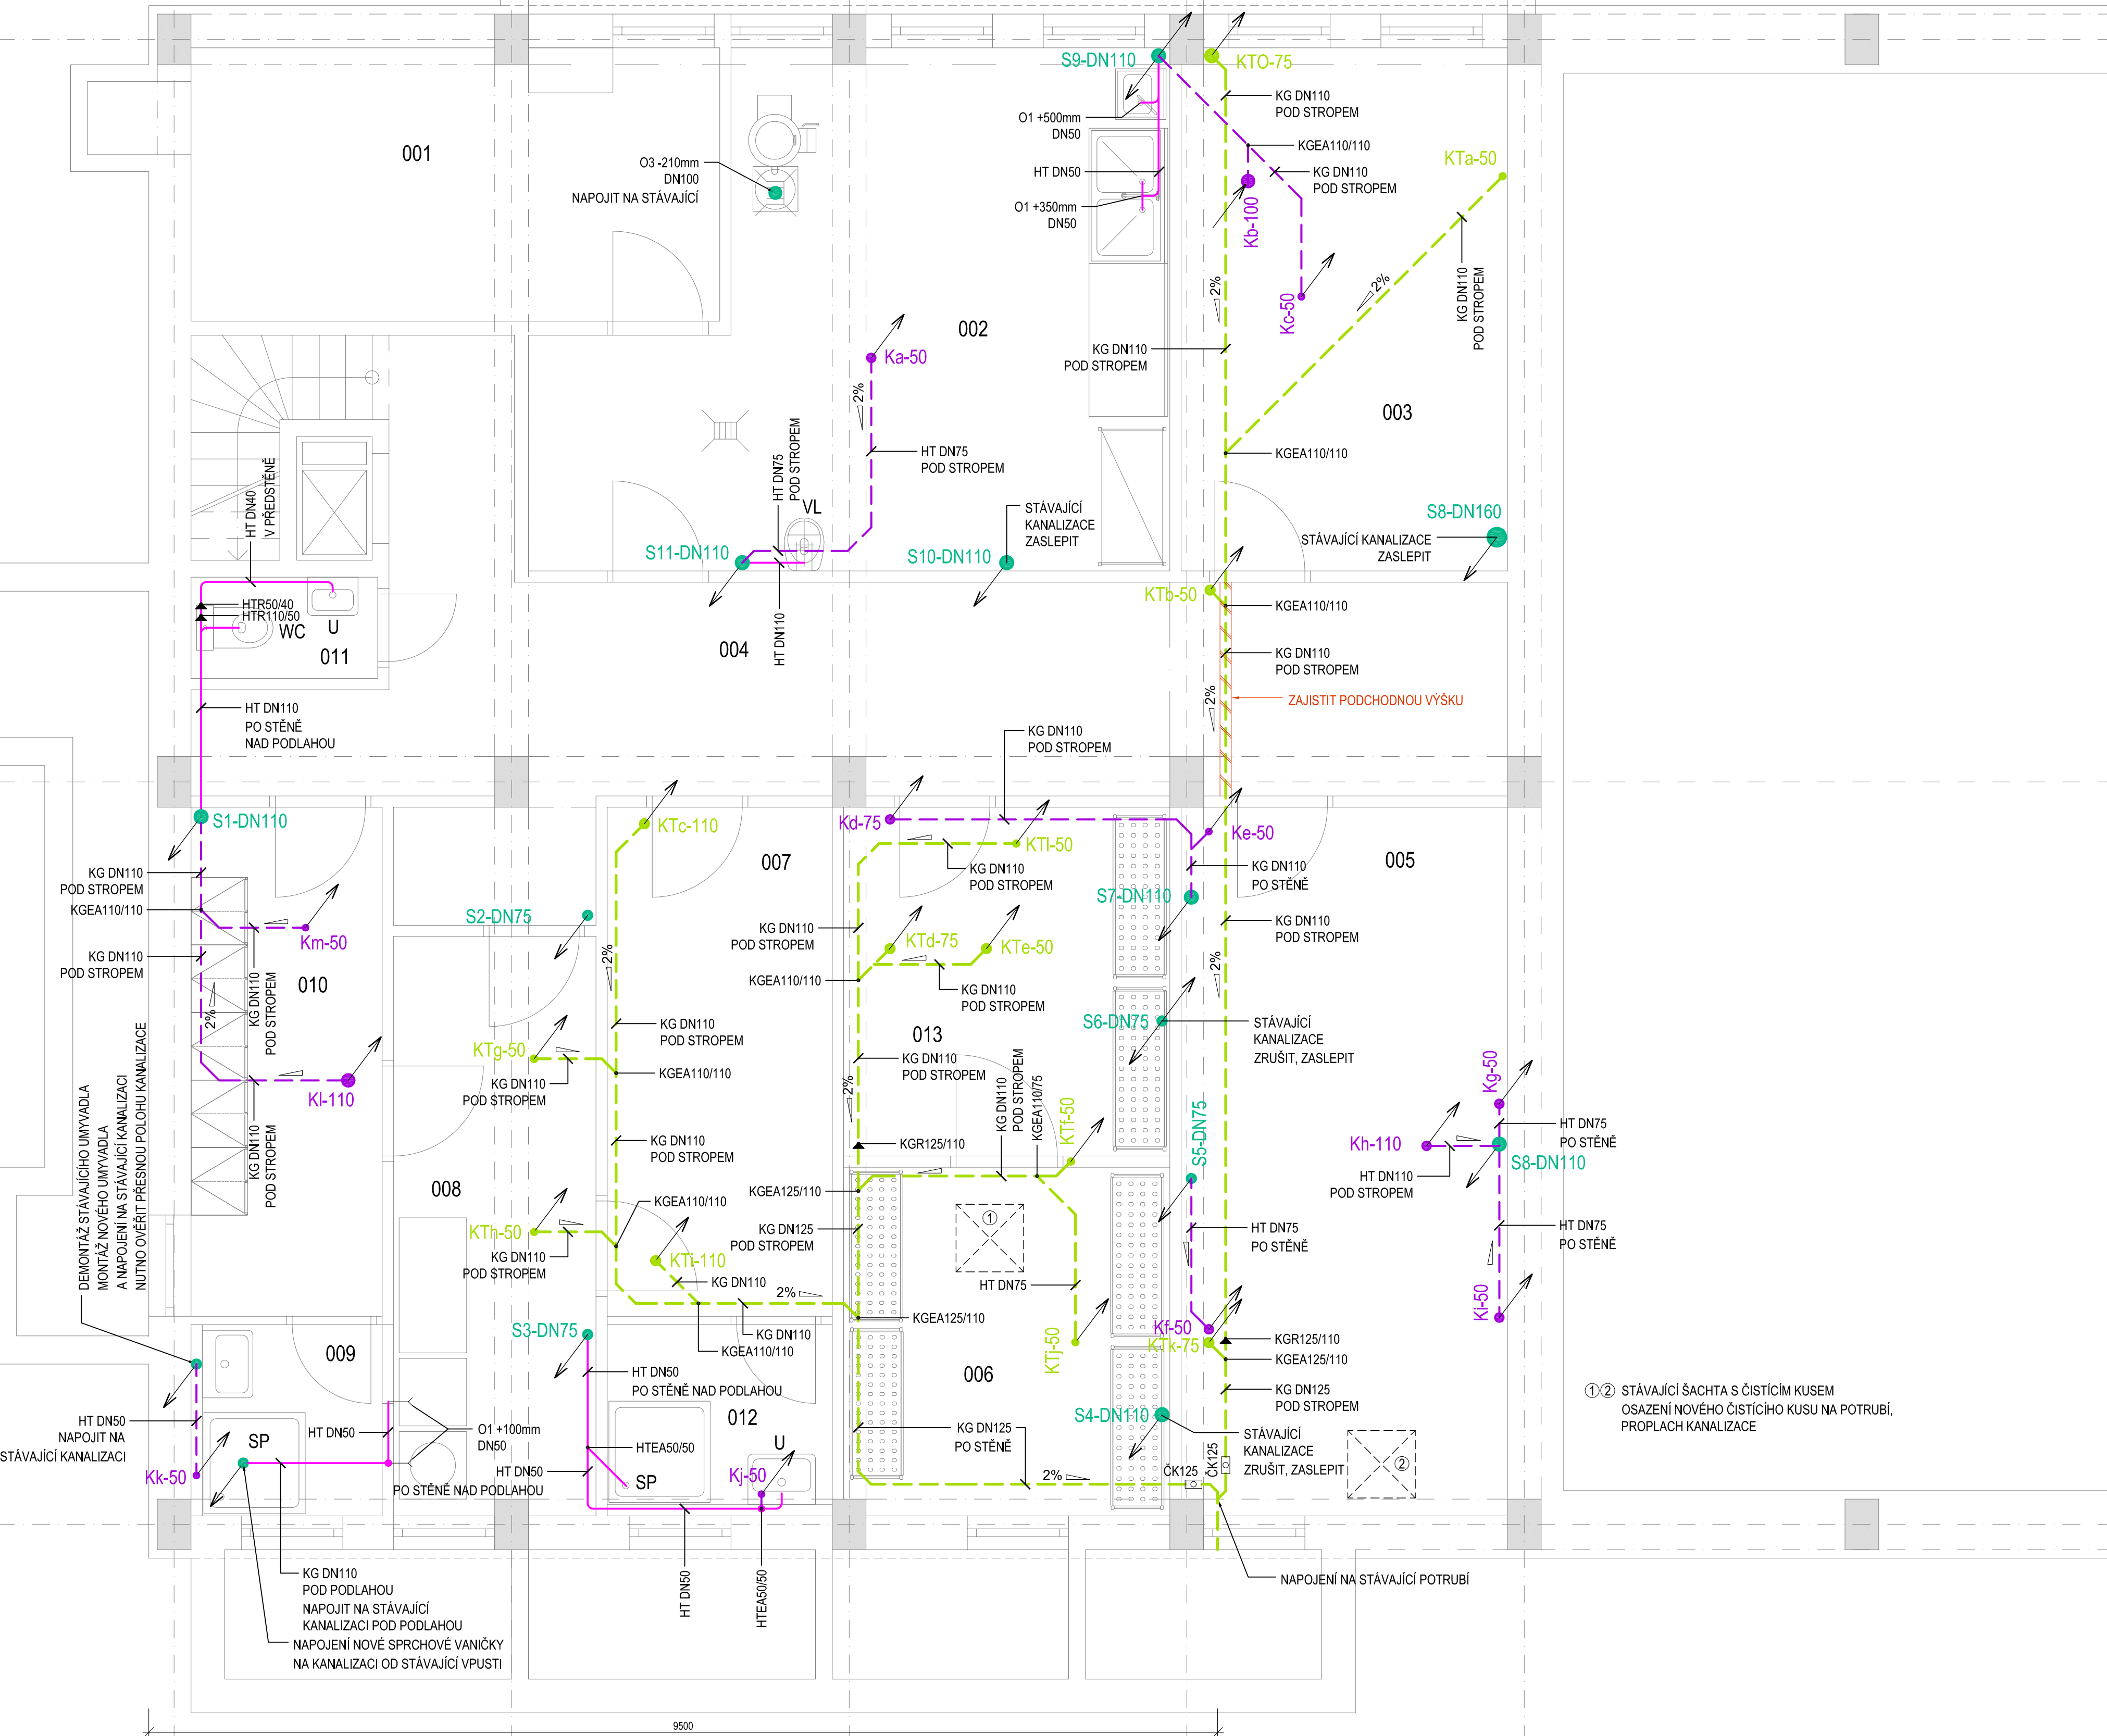 S9-DN110
KTO-75
KG DN110
POD STROPEM
O1 +500mm
DN50
KGEA110/110
001
O3 -210mm
DN100
NAPOJIT NA STÁVAJÍCÍ
HT DN50
KG DN110
POD STROPEM
KTa-50
O1 +350mm
DN50
Kb-100
2%
Kc-50
2%
KG DN110
POD STROPEM
002
Ka-50
KG DN110
POD STROPEM
2%
003
HT DN75
POD STROPEM
HT DN75
POD STROPEM
KGEA110/110
HT DN40
V PŘEDSTĚNĚ
VL
STÁVAJÍCÍ
KANALIZACE
ZASLEPIT
S8-DN160
STÁVAJÍCÍ KANALIZACE
ZASLEPIT
S11-DN110
S10-DN110
KTb-50
HTR50/40
HTR110/50
KGEA110/110
WC
U
011
004
HT DN110
KG DN110
POD STROPEM
2%
ZAJISTIT PODCHODNOU VÝŠKU
HT DN110
PO STĚNĚ
NAD PODLAHOU
KG DN110
POD STROPEM
S1-DN110
KTc-110
Kd-75
Ke-50
KTl-50
007
005
KG DN110
POD STROPEM
KGEA110/110
KG DN110
POD STROPEM
KG DN110
PO STĚNĚ
S7-DN110
S2-DN75
KG DN110
POD STROPEM
KG DN110
POD STROPEM
Km-50
KTd-75
KTe-50
KG DN110
POD STROPEM
2%
2%
KGEA110/110
KG DN110
POD STROPEM
010
KG DN110
POD STROPEM
2%
S6-DN75
STÁVAJÍCÍ
KANALIZACE
ZRUŠIT, ZASLEPIT
KG DN110
POD STROPEM
013
KTg-50
KG DN110
POD STROPEM
KGEA110/110
KG DN110
POD STROPEM
2%
KG DN110
POD STROPEM
KGEA110/75
KTf-50
Kl-110
KG DN110
POD STROPEM
DEMONTÁŽ STÁVAJÍCÍHO UMYVADLA
MONTÁŽ NOVÉHO UMYVADLA
A NAPOJENÍ NA STÁVAJÍCÍ KANALIZACI
NUTNO OVĚŘIT PŘESNOU POLOHU KANALIZACE
KG DN110
POD STROPEM
KGR125/110
S5-DN75
Kg-50
HT DN75
PO STĚNĚ
Kh-110
S8-DN110
HT DN110
POD STROPEM
008
KGEA110/110
KGEA125/110
KTh-50
KG DN110
POD STROPEM
KG DN125
POD STROPEM
①
HT DN75
PO STĚNĚ
HT DN75
PO STĚNĚ
KTi-110
KG DN110
2%
HT DN75
KGEA125/110
Ki-50
S3-DN75
KG DN110
KGEA110/110
KTj-50
Kf-50
KTk-75
KGR125/110
KGEA125/110
009
HT DN50
PO STĚNĚ NAD PODLAHOU
006
KG DN125
POD STROPEM
①② STÁVAJÍCÍ ŠACHTA S ČISTÍCÍM KUSEM
OSAZENÍ NOVÉHO ČISTÍCÍHO KUSU NA POTRUBÍ,
PROPLACH KANALIZACE
HT DN50
NAPOJIT NA
STÁVAJÍCÍ KANALIZACI
SP
HT DN50
O1 +100mm
DN50
012
HTEA50/50
U
KG DN125
PO STĚNĚ
S4-DN110
STÁVAJÍCÍ
KANALIZACE
ZRUŠIT, ZASLEPIT
Kk-50
HT DN50
PO STĚNĚ NAD PODLAHOU
SP
Kj-50
2%
ČK125
ČK125
②
KG DN110
POD PODLAHOU
NAPOJIT NA STÁVAJÍCÍ
KANALIZACI POD PODLAHOU
HT DN50
HTEA50/50
NAPOJENÍ NA STÁVAJÍCÍ POTRUBÍ
NAPOJENÍ NOVÉ SPRCHOVÉ VANIČKY
NA KANALIZACI OD STÁVAJÍCÍ VPUSTI
9500